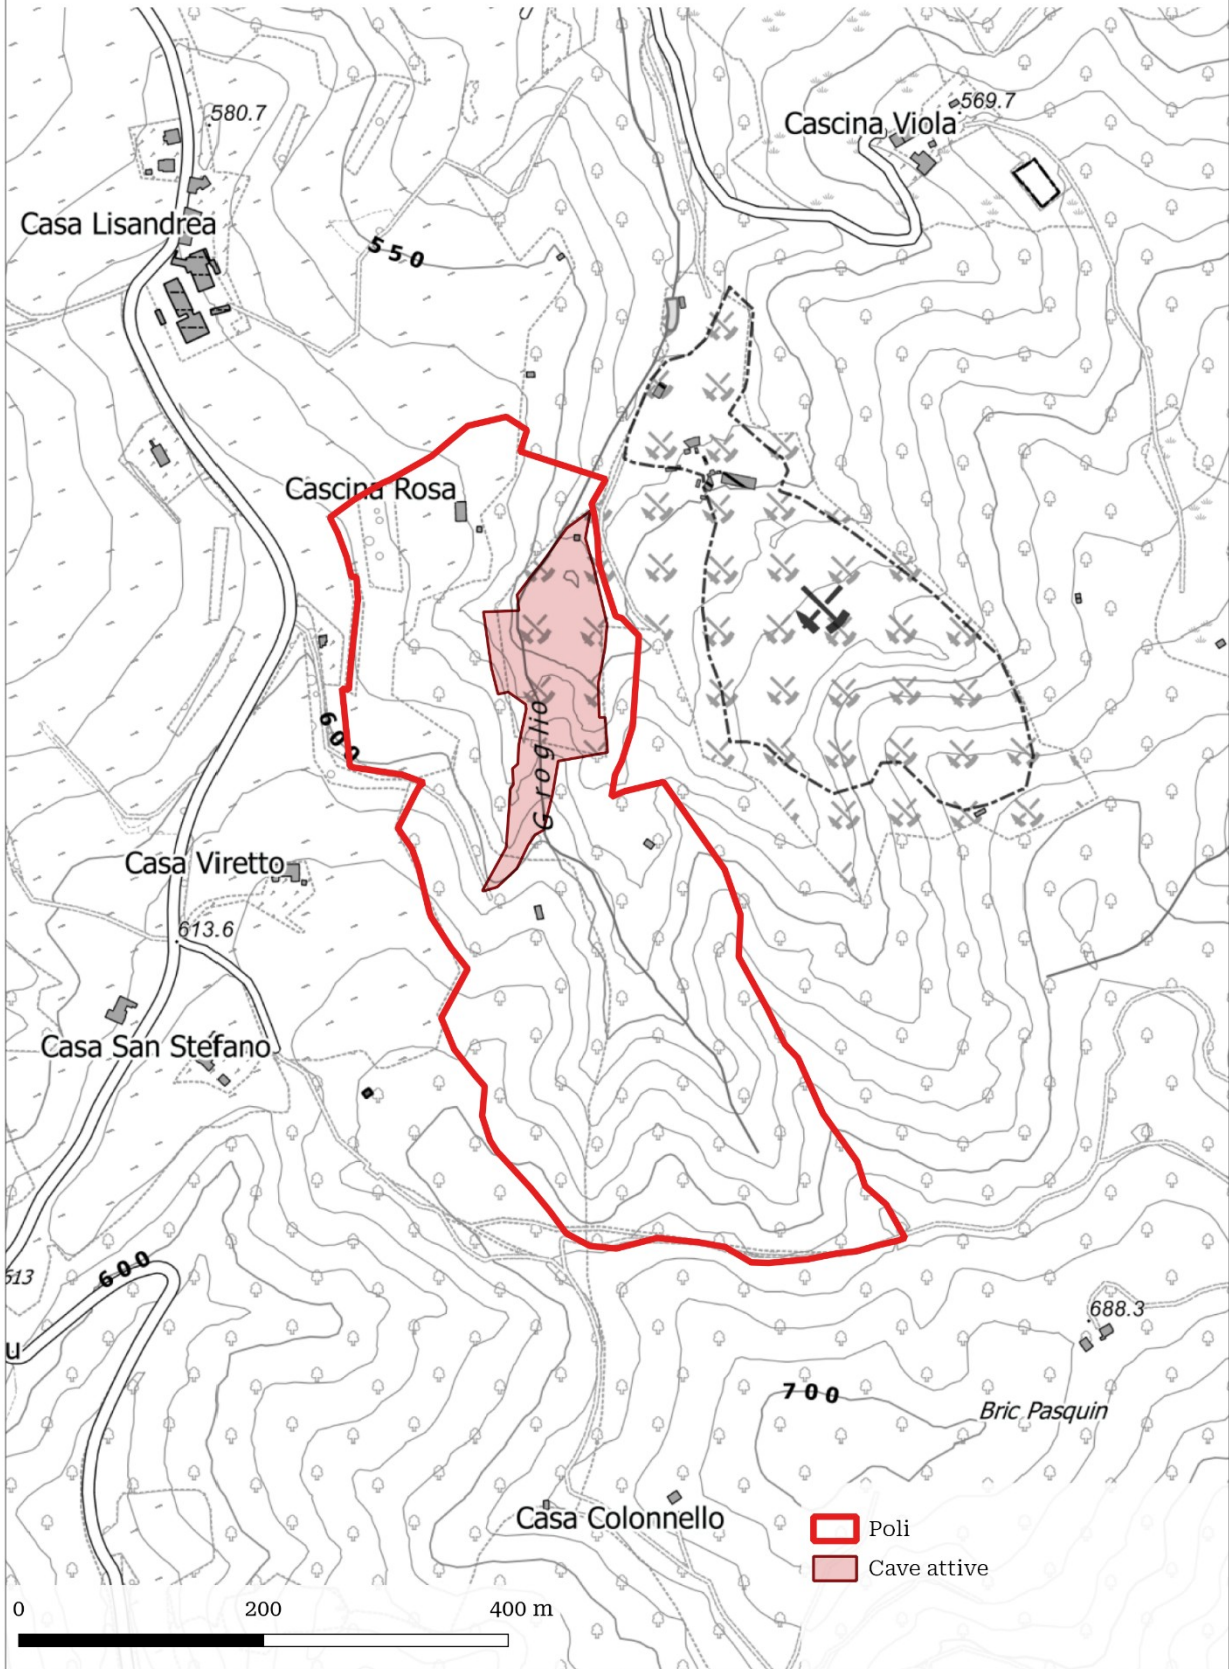 569.7
580.7
Cascina Viola
Casa Lisandrea
550
Cascina Rosa
600
Groglio
Casa Viretto
613.6
Casa San Stefano
600
613
688.3
u
700
Bric Pasquin
Casa Colonnello
Poli
Cave attive
0 200 400 m